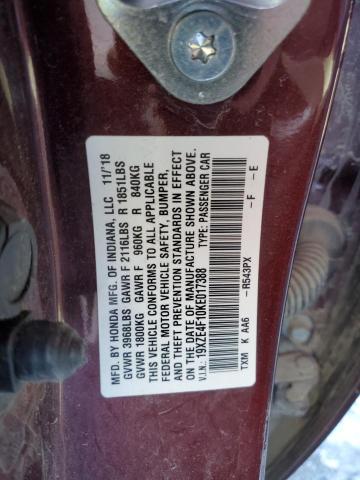 MFD. BY HONDA MFG. OF INDIANA, LLC 11/18
GVWR 3968LBS GAWR F 2116LBS R 1851LBS
GVWR 1800KG GAWR F 960KG R 840KG
THIS VEHICLE CONFORMS TO ALL APPLICABLE
FEDERAL MOTOR VEHICLE SAFETY, BUMPER,
AND THEFT PREVENTION STANDARDS IN EFFECT
ON THE DATE OF MANUFACTURE SHOWN ABOVE.
V.I.N.: 19XZE4F10KE017388 TYPE: PASSENGER CAR
TXM K AA6 -R543PX -F -E